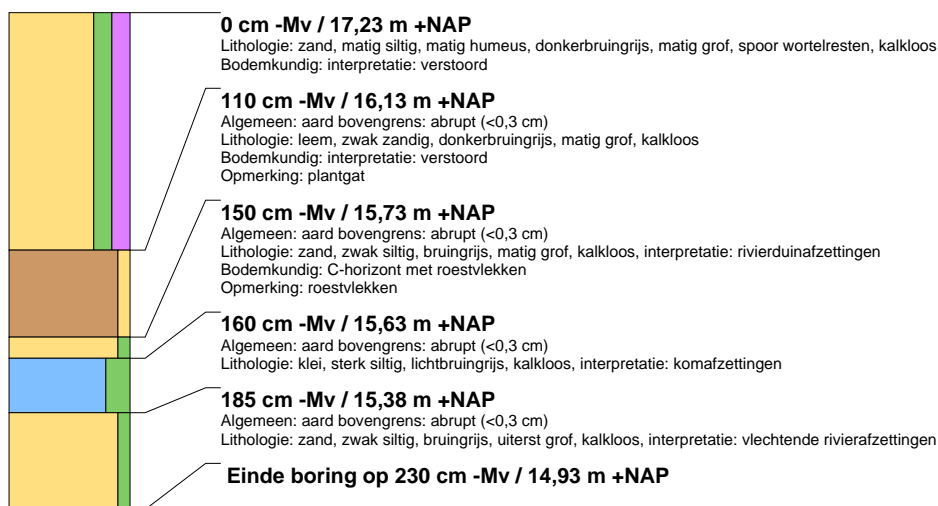 0 cm -Mv / 17,23 m +NAP
Lithologie: zand, matig siltig, matig humeus, donkerbruingrijs, matig grof, spoor wortelresten, kalkloos
Bodemkundig: interpretatie: verstoord
110 cm -Mv / 16,13 m +NAP
Algemeen: aard bovengrens: abrupt (<0,3 cm)
Lithologie: leem, zwak zandig, donkerbruingrijs, matig grof, kalkloos
Bodemkundig: interpretatie: verstoord
Opmerking: plantgat
150 cm -Mv / 15,73 m +NAP
Algemeen: aard bovengrens: abrupt (<0,3 cm)
Lithologie: zand, zwak siltig, bruingrijs, matig grof, kalkloos, interpretatie: rivierduinafzettingen
Bodemkundig: C-horizont met roestvlekken
Opmerking: roestvlekken
160 cm -Mv / 15,63 m +NAP
Algemeen: aard bovengrens: abrupt (<0,3 cm)
Lithologie: klei, sterk siltig, lichtbruingrijs, kalkloos, interpretatie: komafzettingen
185 cm -Mv / 15,38 m +NAP
Algemeen: aard bovengrens: abrupt (<0,3 cm)
Lithologie: zand, zwak siltig, bruingrijs, uiterst grof, kalkloos, interpretatie: vlechtende rivierafzettingen
Einde boring op 230 cm -Mv / 14,93 m +NAP